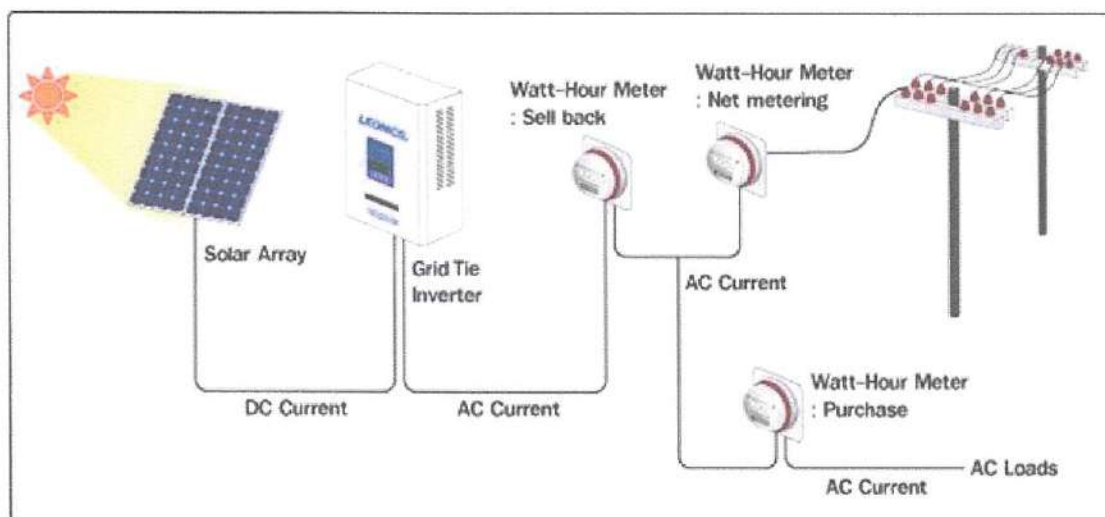 Watt-Hour Meter
: Sell back
Watt-Hour Meter
: Net metering
LEONICS
Solar Array
Grid Tie
Inverter
AC Current
DC Current
AC Current
Watt-Hour Meter
: Purchase
AC Loads
AC Current